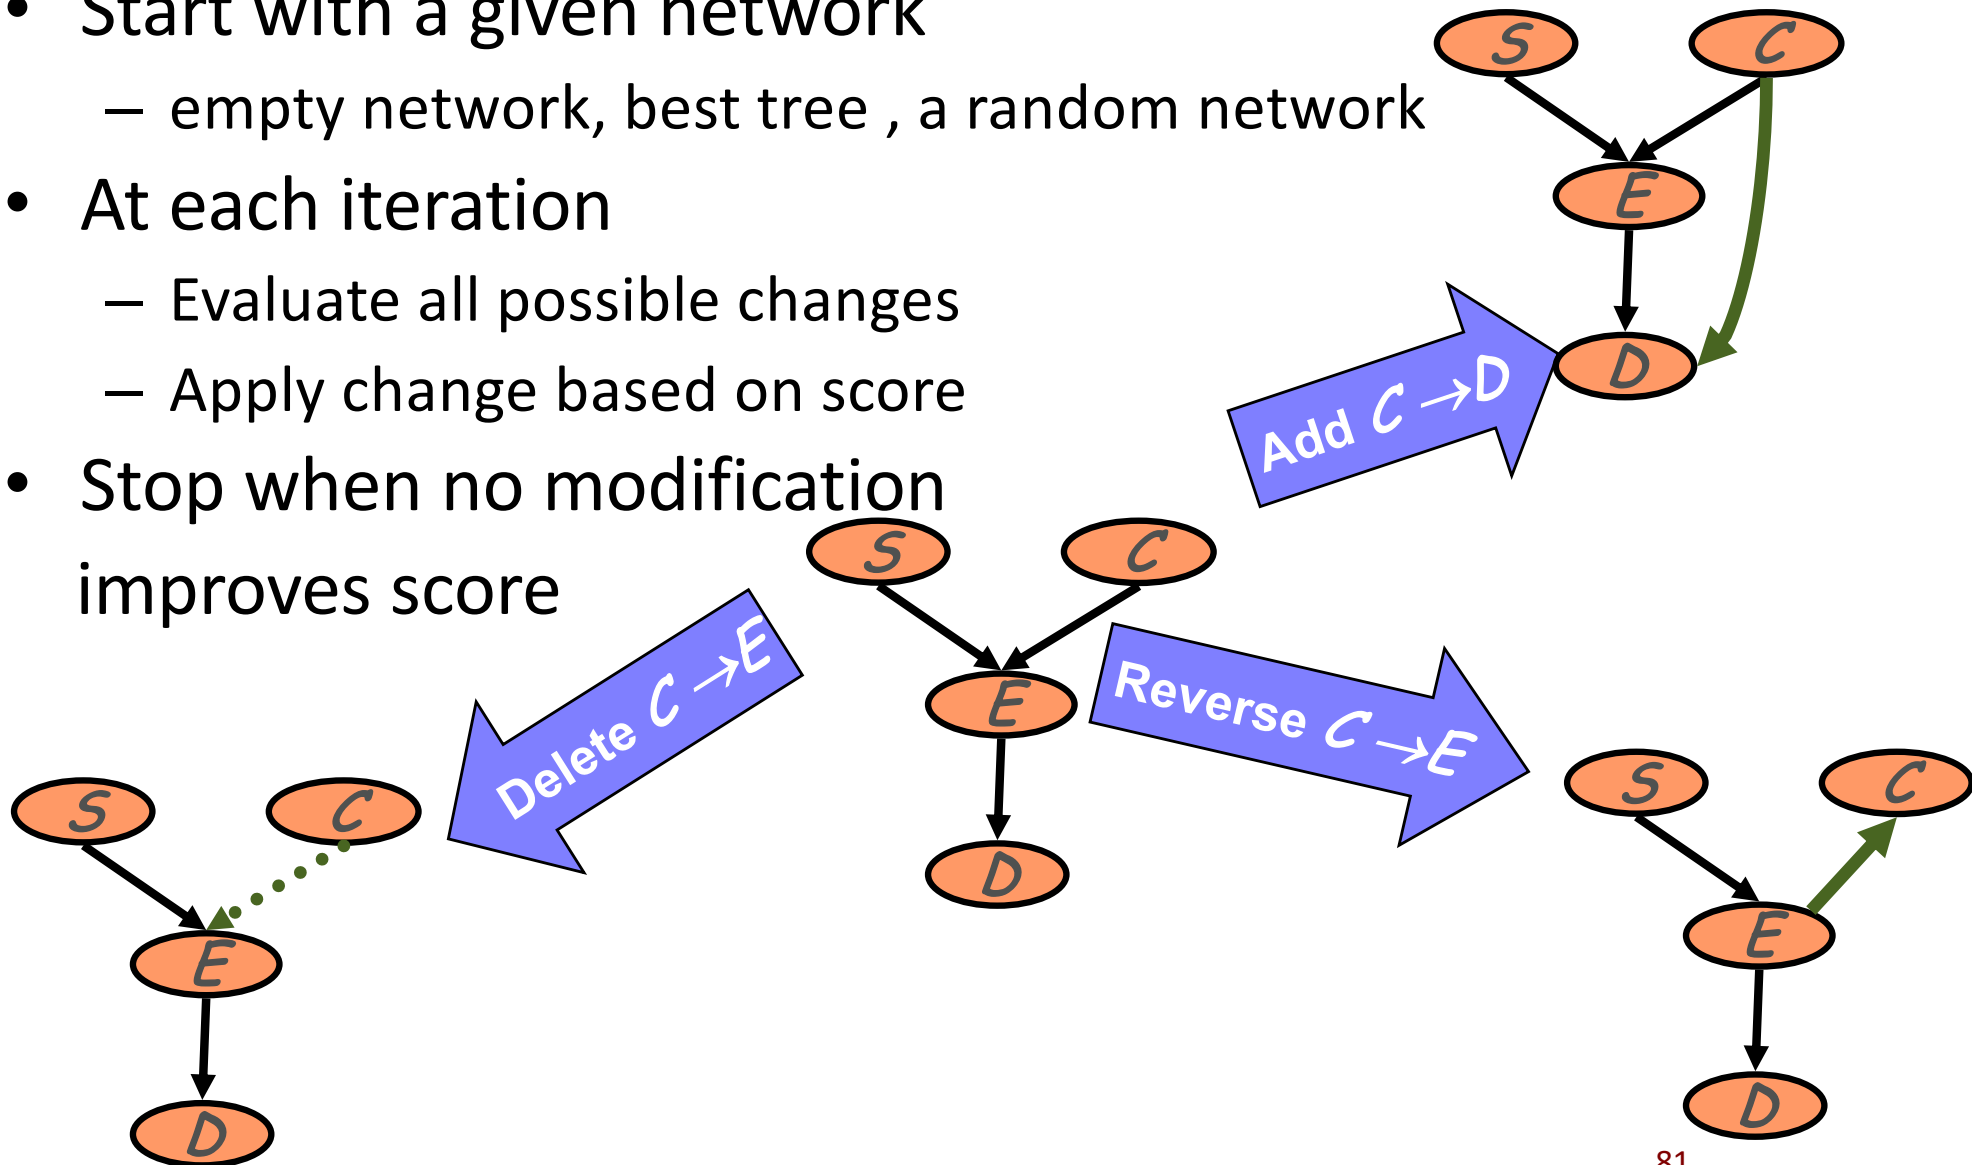 • Start with a given network
– empty network, best tree , a random network
• At each iteration
– Evaluate all possible changes
– Apply change based on score
• Stop when no modification
improves score
S
C
E
D
Add C →D
S
C
E
D
Delete C →E
Reverse C →E
S
C
E
D
S
C
E
D
81